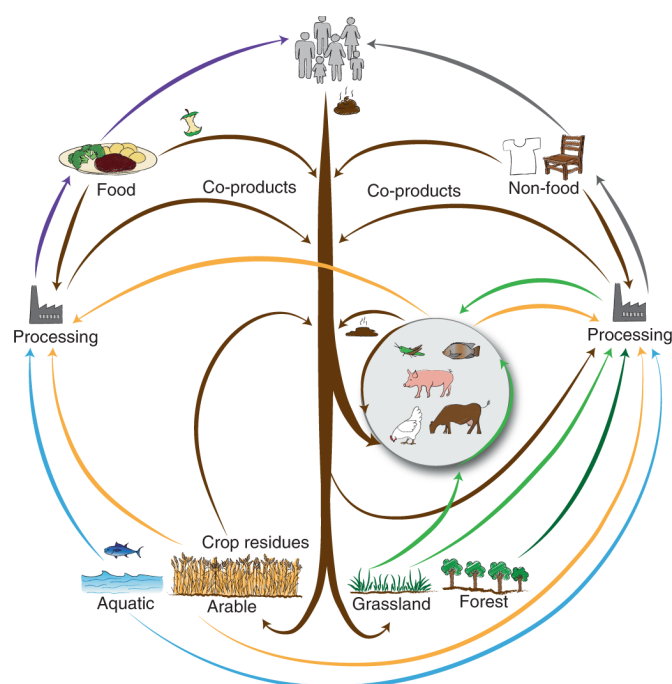 Food
Co-products
Co-products
Non-food
Processing
Processing
Crop residues
Aquatic
Arable
Grassland
Forest